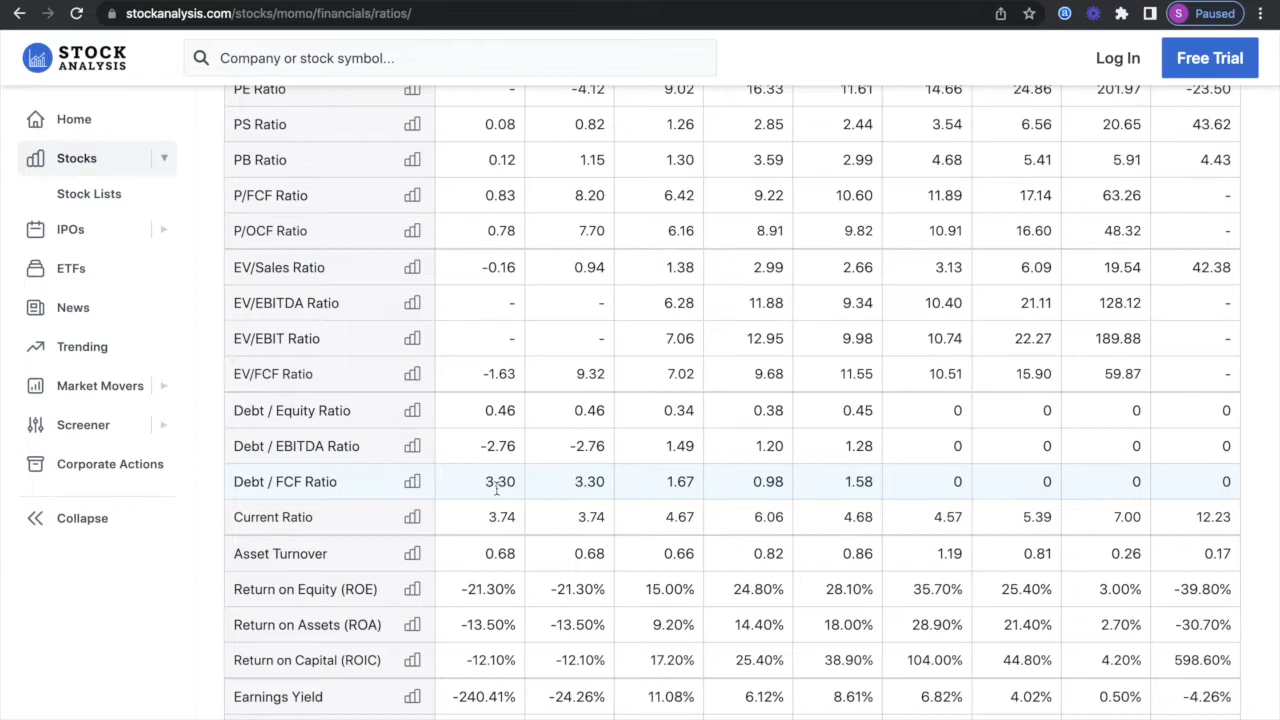 stockanalysis.com/stocks/momo/financials/ratios/
S Paused
STOCK
ANALYSIS
Company or stock symbol...
Log In
Free Trial
Home
Stocks
Stock Lists
IPOs
ETFs
News
Trending
Market Movers
Screener
Corporate Actions
Collapse
PE Ratio - -4.12 9.02 16.33 11.61 14.66 24.86 201.97 -23.50
PS Ratio 0.08 0.82 1.26 2.85 2.44 3.54 6.56 20.65 43.62
PB Ratio 0.12 1.15 1.30 3.59 2.99 4.68 5.41 5.91 4.43
P/FCF Ratio 0.83 8.20 6.42 9.22 10.60 11.89 17.14 63.26 -
P/OCF Ratio 0.78 7.70 6.16 8.91 9.82 10.91 16.60 48.32 -
EV/Sales Ratio -0.16 0.94 1.38 2.99 2.66 3.13 6.09 19.54 42.38
EV/EBITDA Ratio - - 6.28 11.88 9.34 10.40 21.11 128.12 -
EV/EBIT Ratio - - 7.06 12.95 9.98 10.74 22.27 189.88 -
EV/FCF Ratio -1.63 9.32 7.02 9.68 11.55 10.51 15.90 59.87 -
Debt / Equity Ratio 0.46 0.46 0.34 0.38 0.45 0 0 0 0
Debt / EBITDA Ratio -2.76 -2.76 1.49 1.20 1.28 0 0 0 0
Debt / FCF Ratio 3.30 3.30 1.67 0.98 1.58 0 0 0 0
Current Ratio 3.74 3.74 4.67 6.06 4.68 4.57 5.39 7.00 12.23
Asset Turnover 0.68 0.68 0.66 0.82 0.86 1.19 0.81 0.26 0.17
Return on Equity (ROE) -21.30% -21.30% 15.00% 24.80% 28.10% 35.70% 25.40% 3.00% -39.80%
Return on Assets (ROA) -13.50% -13.50% 9.20% 14.40% 18.00% 28.90% 21.40% 2.70% -30.70%
Return on Capital (ROIC) -12.10% -12.10% 17.20% 25.40% 38.90% 104.00% 44.80% 4.20% 598.60%
Earnings Yield -240.41% -24.26% 11.08% 6.12% 8.61% 6.82% 4.02% 0.50% -4.26%